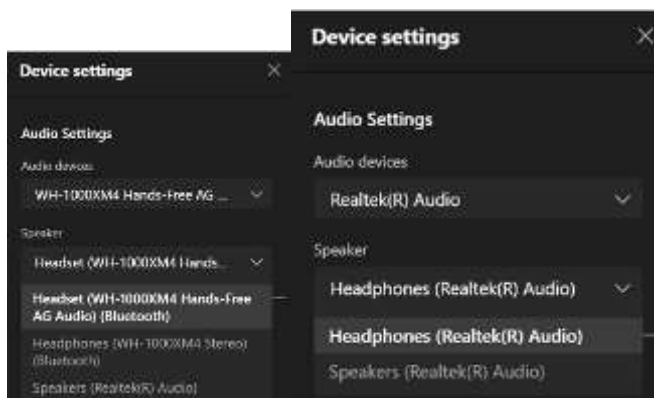 Device settings
Audio Settings
Audio devices
WH-1000XM4 Hands-Free AG ...
Speaker
Headset (WH-1000XM4 Hands...
Headset (WH-1000XM4 Hands-Free
AG Audio) (Bluetooth)
Headphones (WH-1000XM4 Stereo)
(Bluetooth)
Speakers (Realtek(R) Audio)
Device settings
Audio Settings
Audio devices
Realtek(R) Audio
Speaker
Headphones (Realtek(R) Audio)
Headphones (Realtek(R) Audio)
Speakers (Realtek(R) Audio)